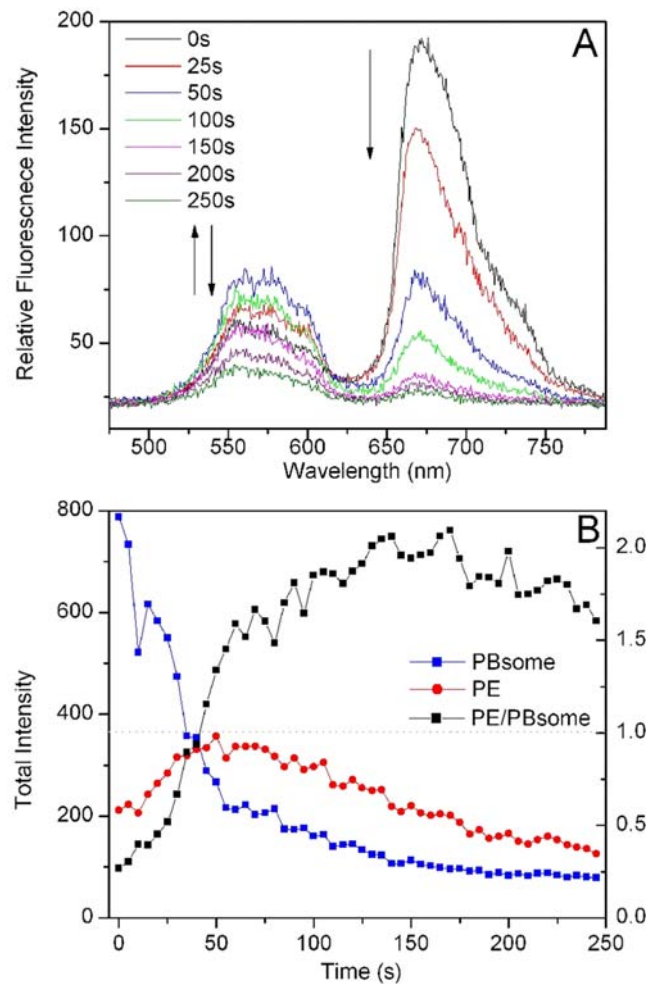 A
200
150
100
50
Relative Fluorescnece Intensity
0s
25s
50s
100s
150s
200s
250s
500 550 600 650 700 750
Wavelength (nm)
B
800
600
400
200
0
Total Intensity
2.0
1.5
1.0
0.5
0.0
PBsome
PE
PE/PBsome
0 50 100 150 200 250
Time (s)